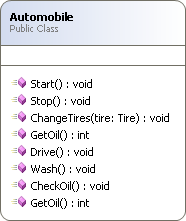 Automobile
Public Class
Start() : void
Stop() : void
ChangeTires(tire: Tire) : void
GetOil() : int
Drive() : void
Wash() : void
CheckOil() : void
GetOil() : int